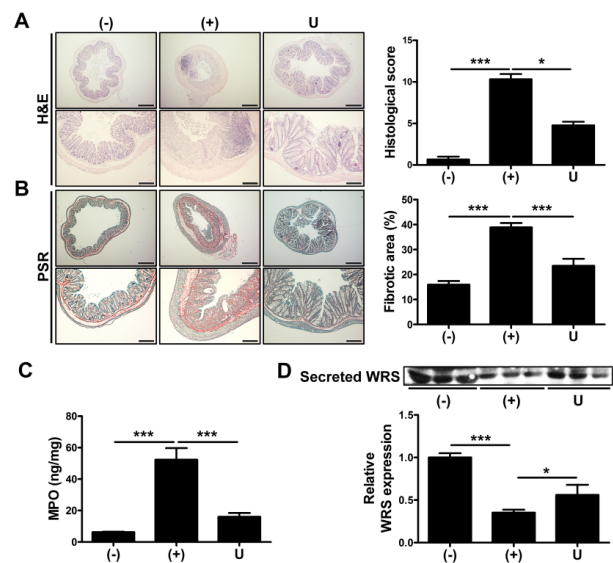 A
(-)
(+)
U
H&E
Histological score
15
10
5
0
*** *
(-) (+) U
B
PSR
Fibrotic area (%)
50
40
30
20
10
0
*** ***
(-) (+) U
C
MPO (ng/mg)
80
60
40
20
0
*** ***
(-) (+) U
D
Secreted WRS
(-) (+) U
Relative
WRS expression
1.5
1.0
0.5
0.0
***
*
(-) (+) U